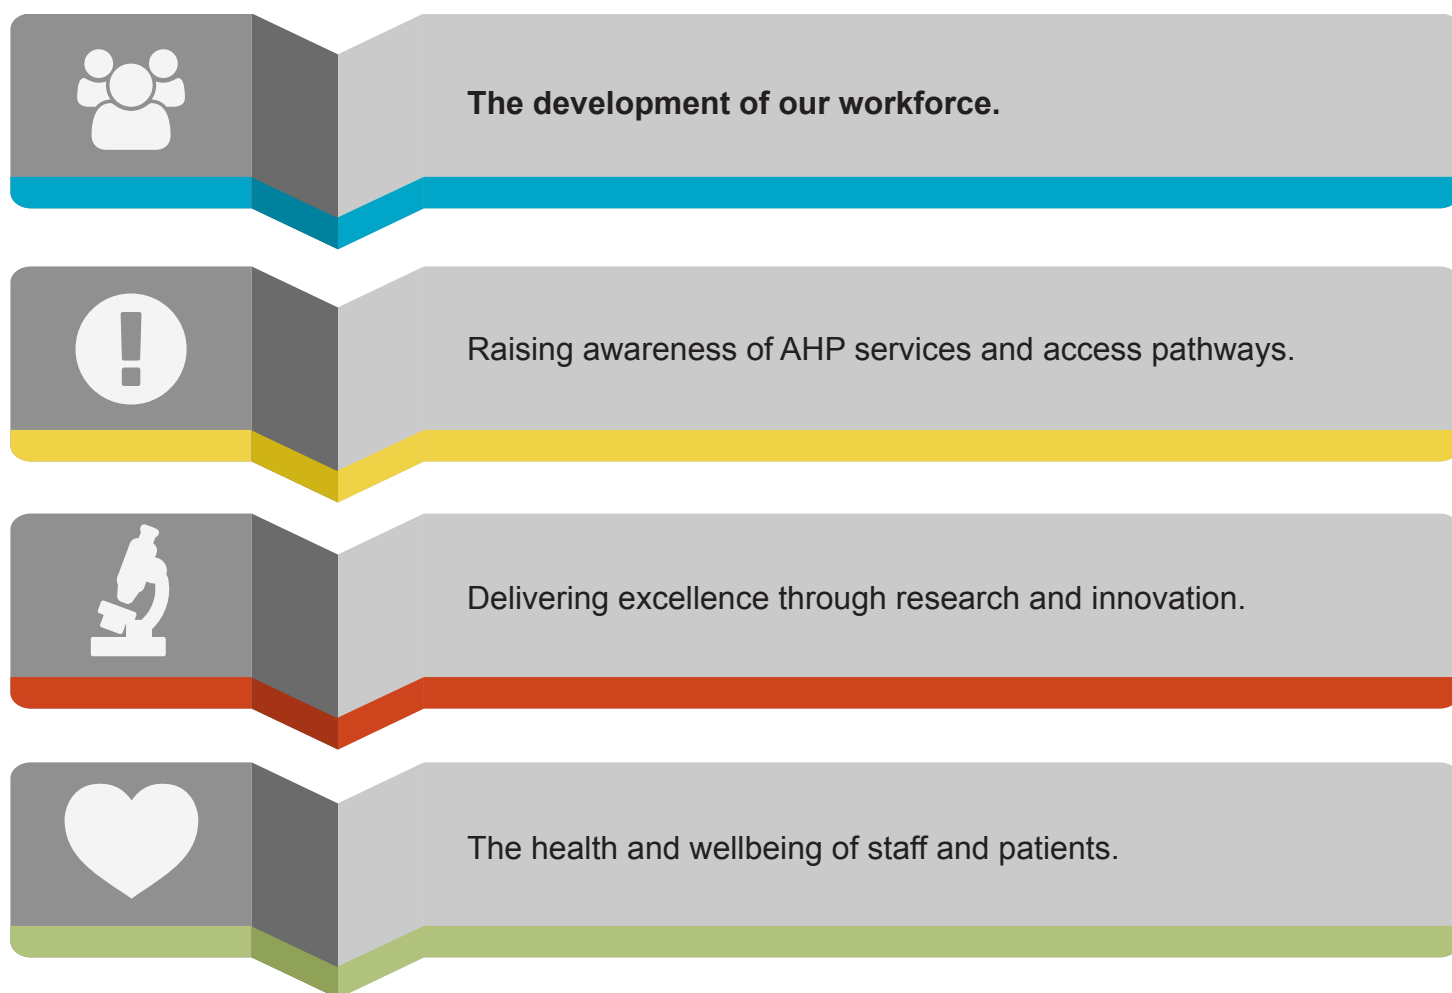 The development of our workforce.
Raising awareness of AHP services and access pathways.
Delivering excellence through research and innovation.
The health and wellbeing of staff and patients.